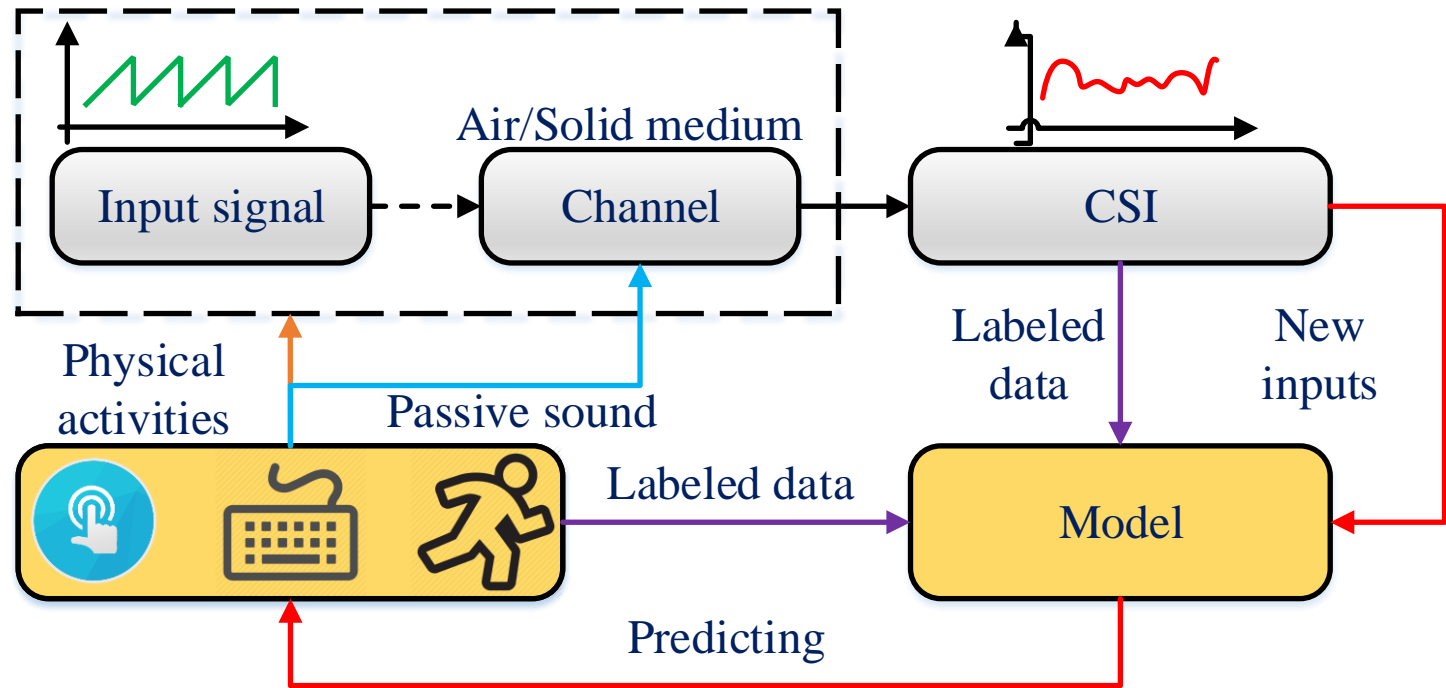 Air/Solid medium
Input signal
Channel
CSI
Physical
activities
Passive sound
Labeled
data
New
inputs
Labeled data
Model
Predicting